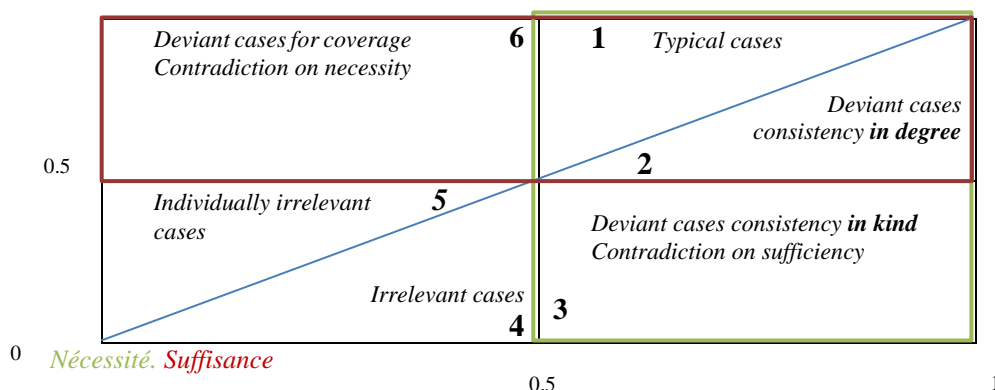 Deviant cases for coverage
Contradiction on necessity
6
1
Typical cases
Deviant cases
consistency in degree
2
0.5
Individually irrelevant
cases
5
Deviant cases consistency in kind
Contradiction on sufficiency
Irrelevant cases
4
3
0
Nécessité. Suffisance
0.5
1